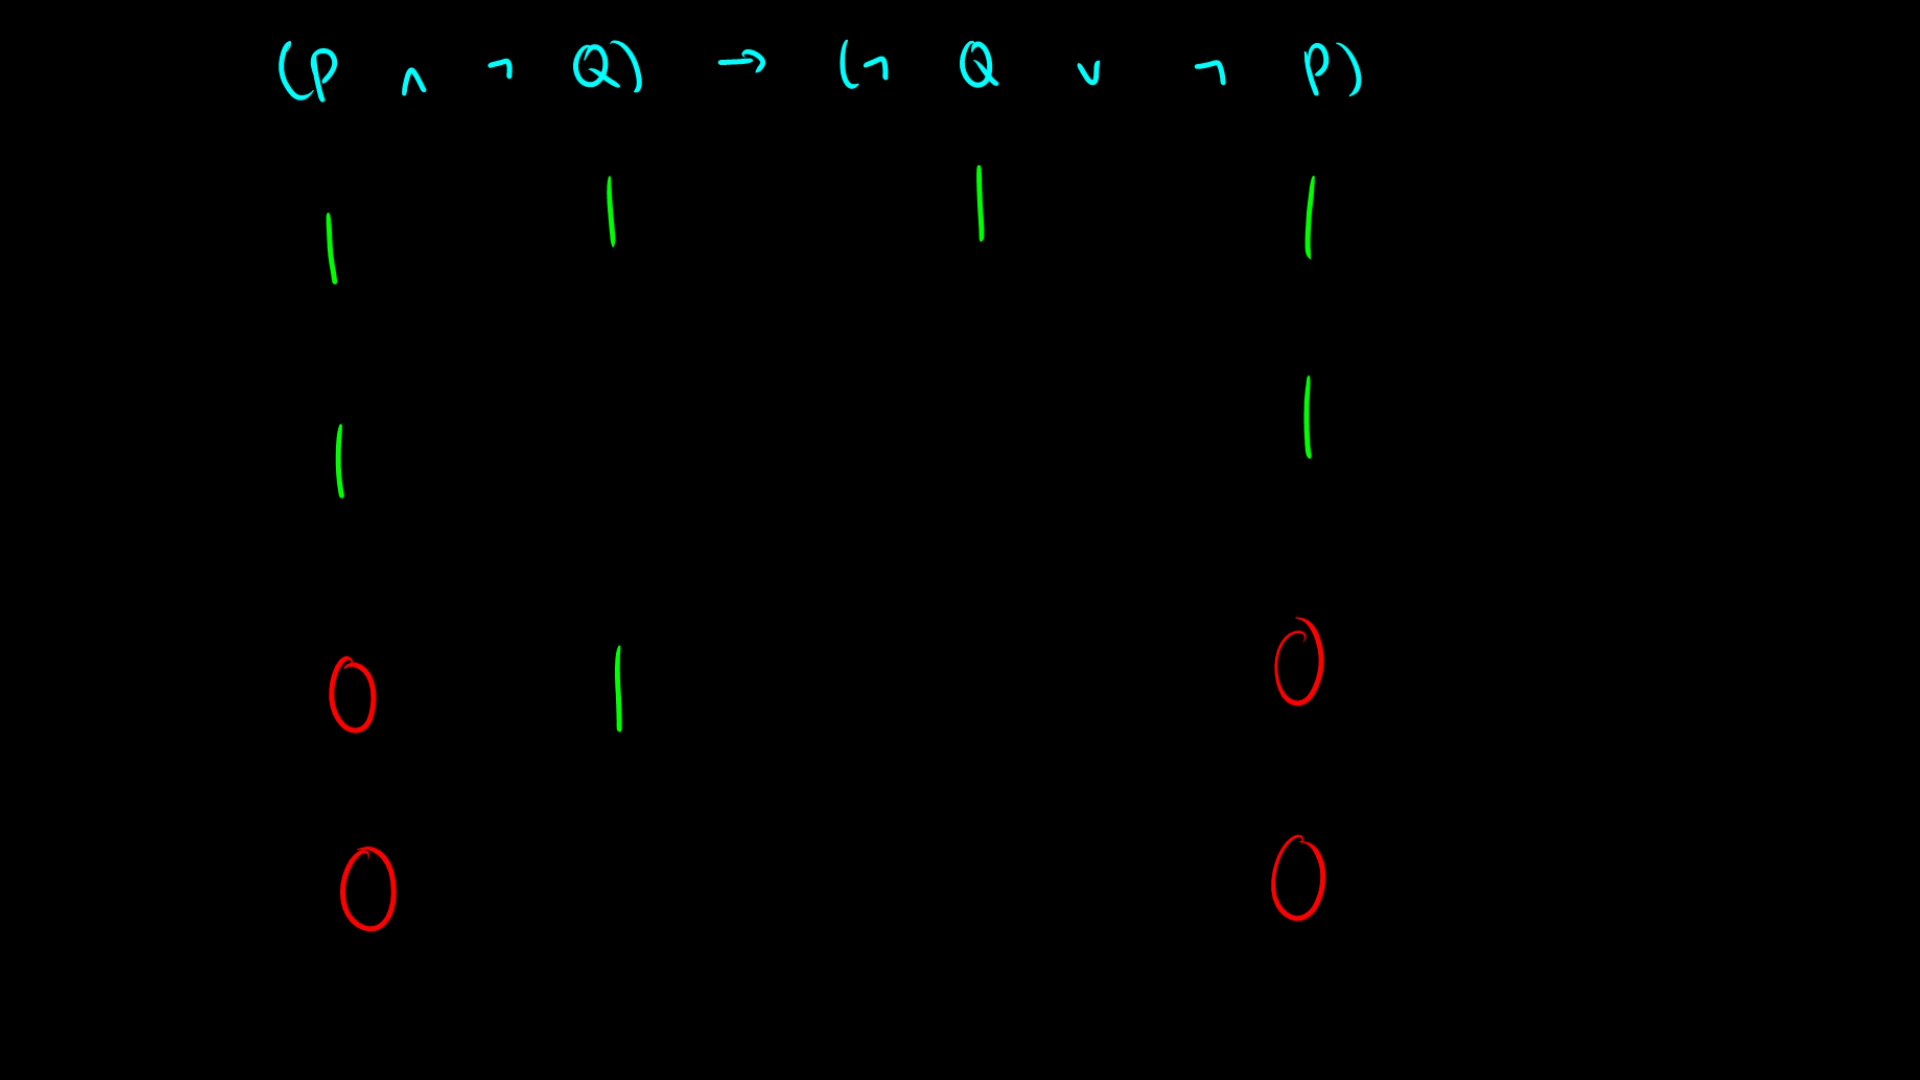 (P ∧ ¬ Q) → (¬ Q ∨ ¬ P)
1 1 1 1
1 1
0 1 0
0 0